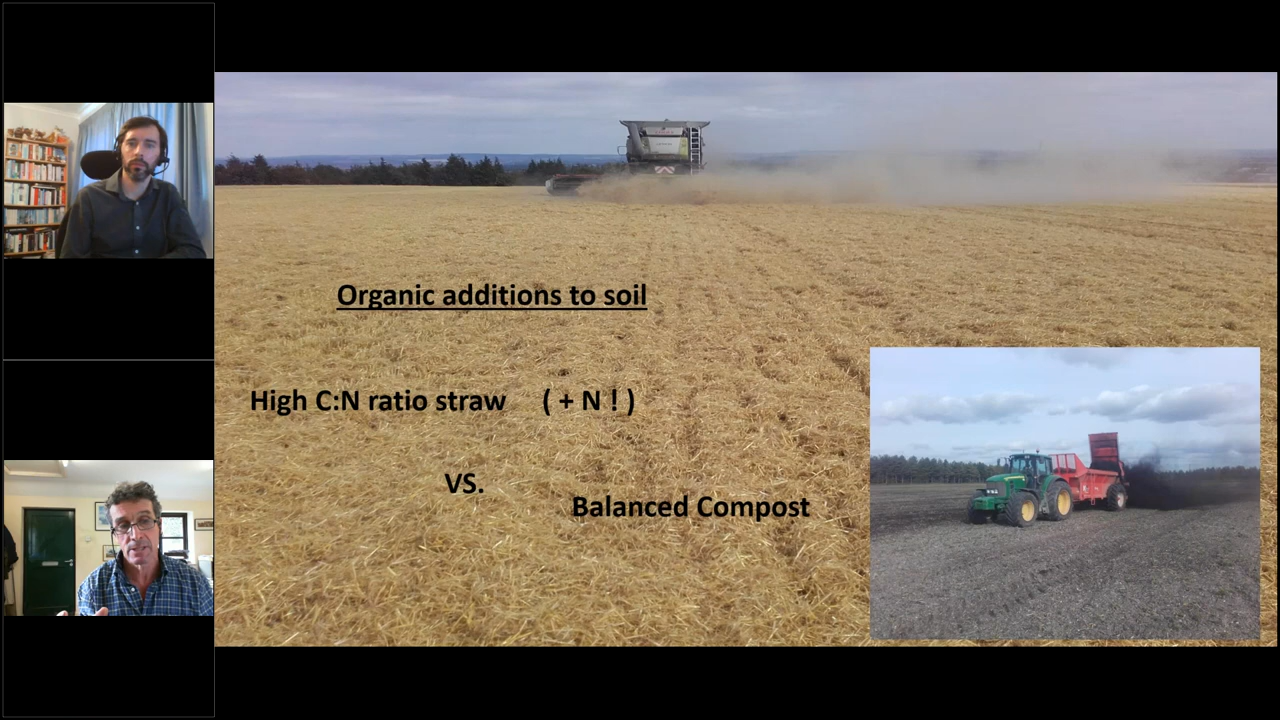 Organic additions to soil
High C:N ratio straw ( + N ! )
VS.
Balanced Compost